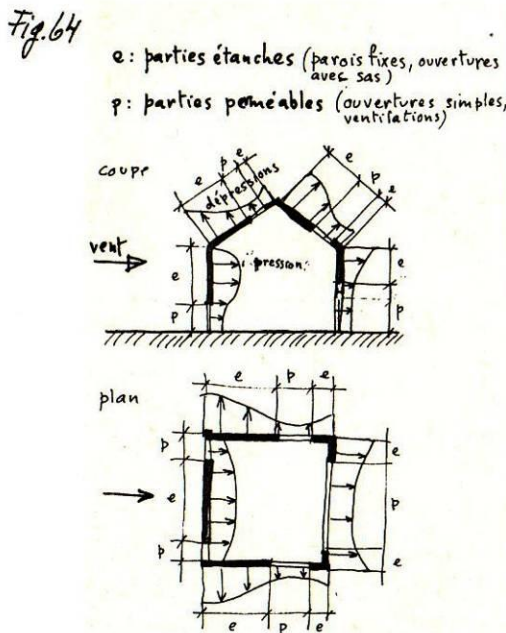 Fig.64
e: parties étanches (parois fixes, ouvertures
avec sas)
p: parties perméables (ouvertures simples,
ventilations)
coupe
e p e
dépressions
e p e
vent
pression
e
p
e
p
plan
e p e
p
e
p
e
p
e
e p e